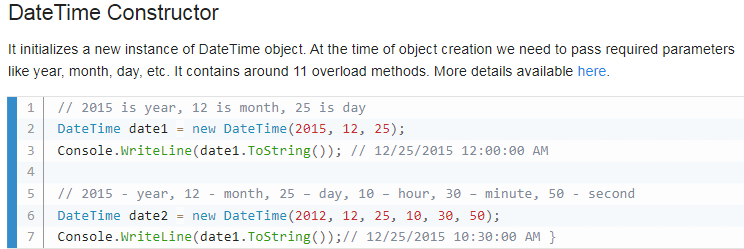 DateTime Constructor
It initializes a new instance of DateTime object. At the time of object creation we need to pass required parameters
like year, month, day, etc. It contains around 11 overload methods. More details available here.
1 // 2015 is year, 12 is month, 25 is day
2 DateTime date1 = new DateTime(2015, 12, 25);
3 Console.WriteLine(date1.ToString()); // 12/25/2015 12:00:00 AM
4
5 // 2015 - year, 12 - month, 25 – day, 10 – hour, 30 – minute, 50 - second
6 DateTime date2 = new DateTime(2012, 12, 25, 10, 30, 50);
7 Console.WriteLine(date1.ToString());// 12/25/2015 10:30:00 AM }